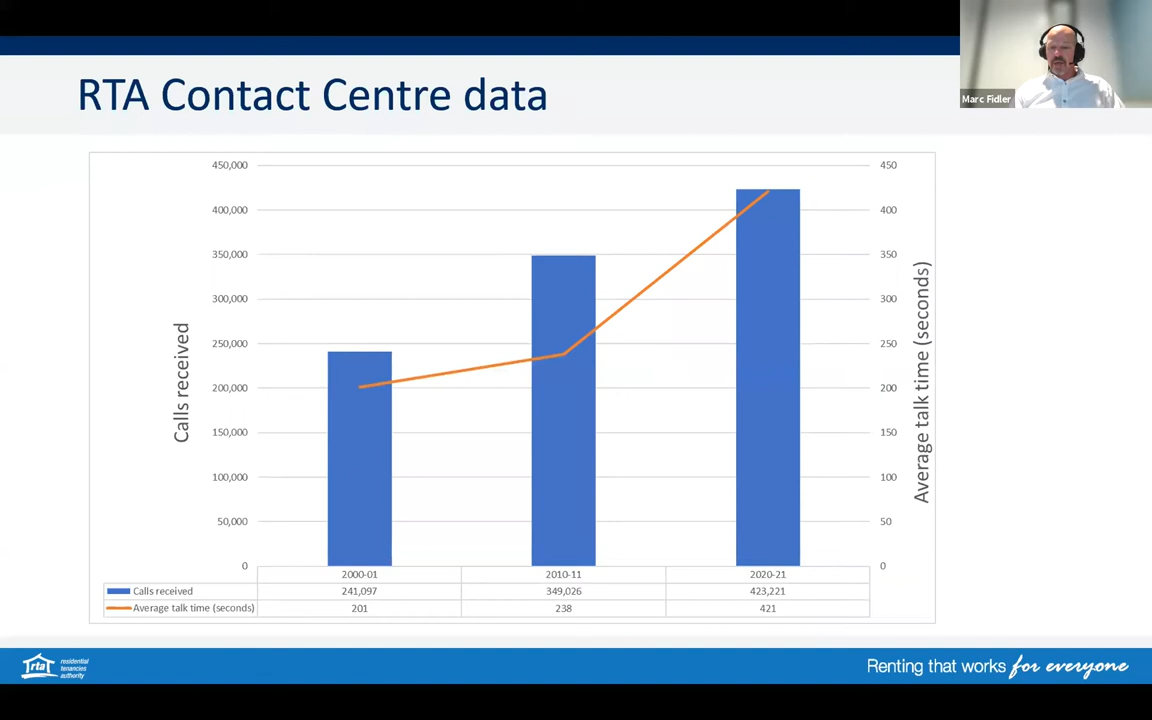 RTA Contact Centre data
Marc Fidler
450,000
400,000
350,000
300,000
250,000
200,000
150,000
100,000
50,000
0
Calls received
450
400
350
300
250
200
150
100
50
0
Average talk time (seconds)
2000-01 2010-11 2020-21
Calls received 241,097 349,026 423,221
Average talk time (seconds) 201 238 421
rta
residential
tenancies
authority
Renting that works for everyone